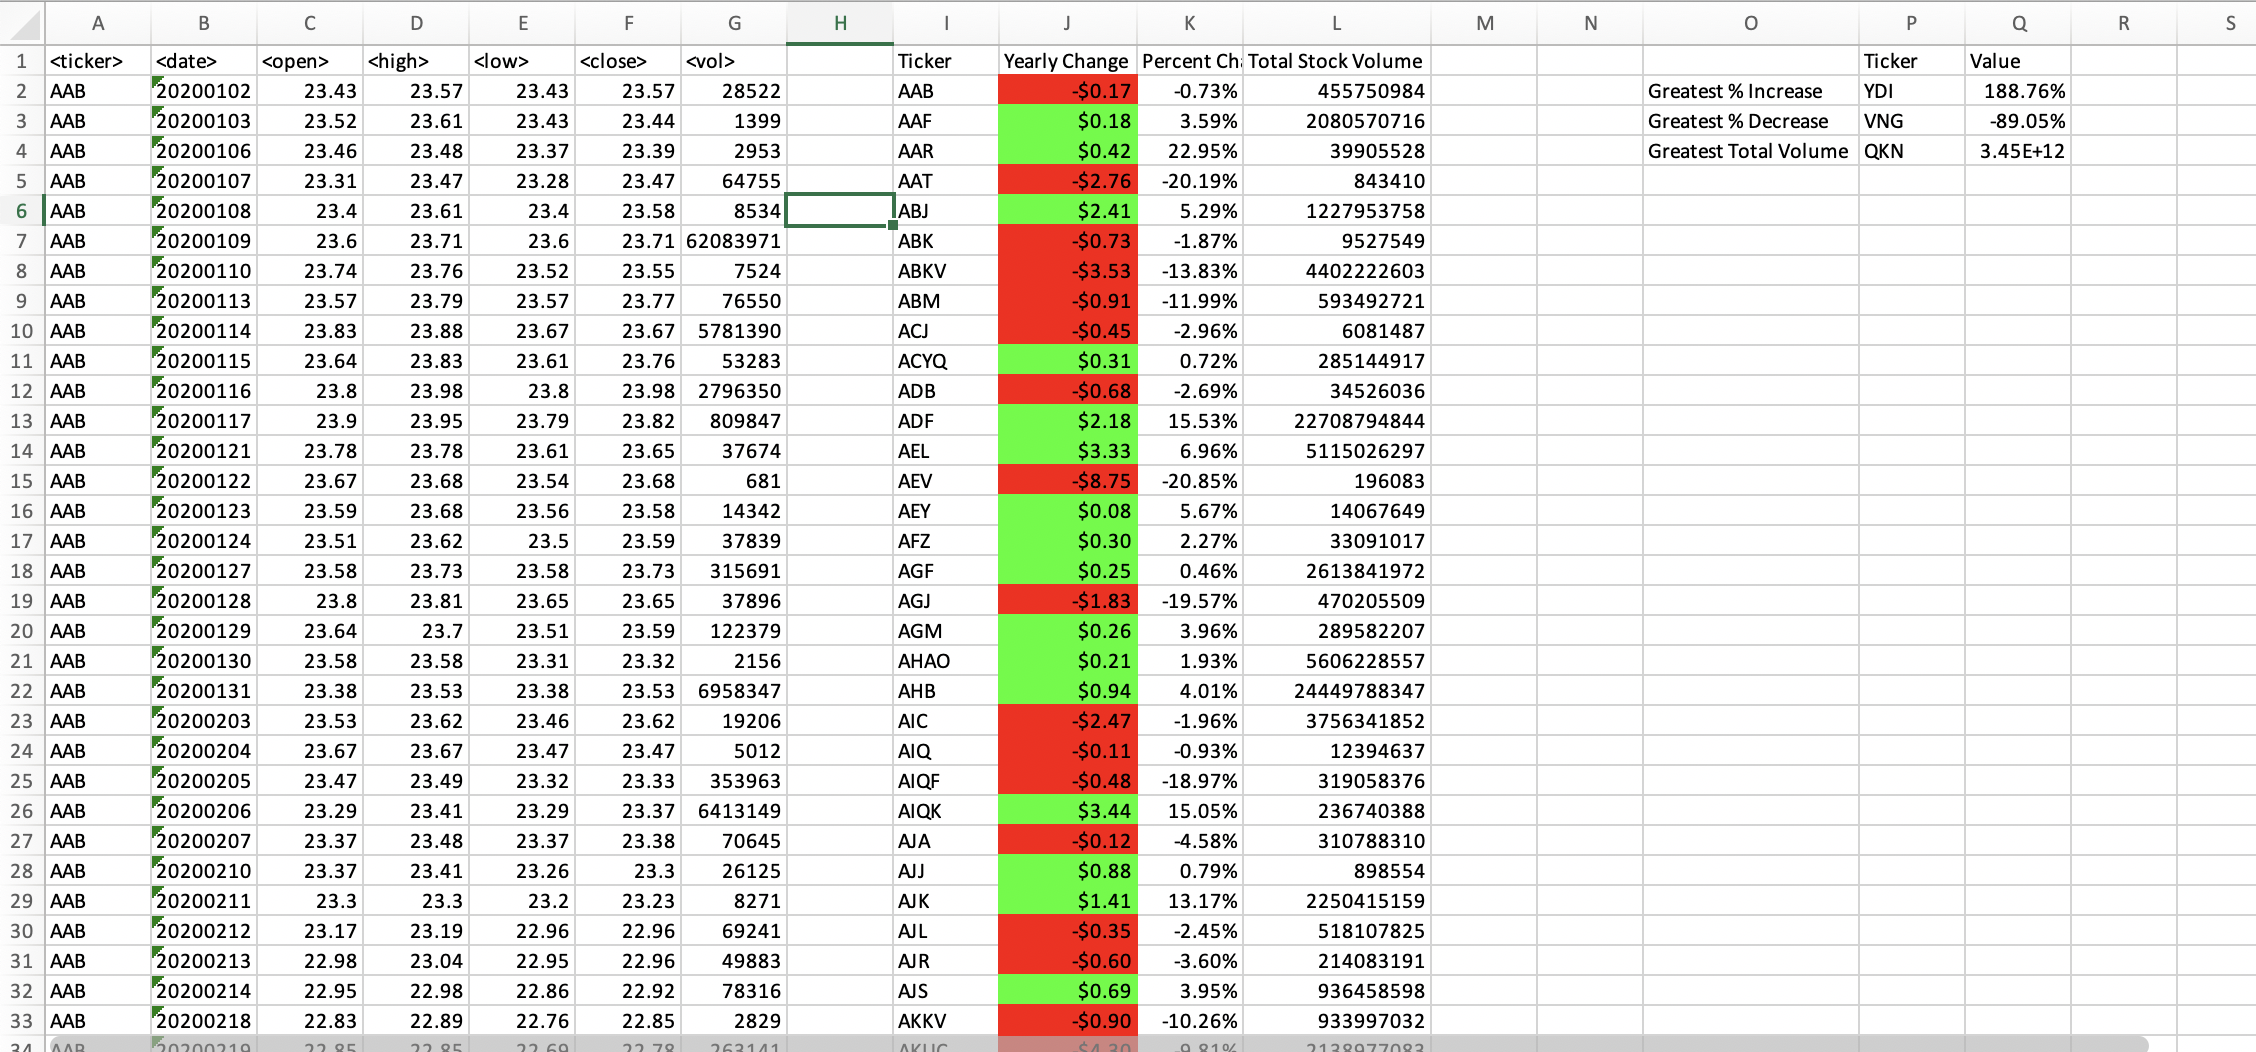 A B C D E F G H I J K L M N O P Q R S
1 <ticker> <date> <open> <high> <low> <close> <vol> Ticker Yearly Change Percent Ch Total Stock Volume Ticker Value
2 AAB 20200102 23.43 23.57 23.43 23.57 28522 AAB -$0.17 -0.73% 455750984 Greatest % Increase YDI 188.76%
3 AAB 20200103 23.52 23.61 23.43 23.44 1399 AAF $0.18 3.59% 2080570716 Greatest % Decrease VNG -89.05%
4 AAB 20200106 23.46 23.48 23.37 23.39 2953 AAR $0.42 22.95% 39905528 Greatest Total Volume QKN 3.45E+12
5 AAB 20200107 23.31 23.47 23.28 23.47 64755 AAT -$2.76 -20.19% 843410
6 AAB 20200108 23.4 23.61 23.4 23.58 8534 ABJ $2.41 5.29% 1227953758
7 AAB 20200109 23.6 23.71 23.6 23.71 62083971 ABK -$0.73 -1.87% 9527549
8 AAB 20200110 23.74 23.76 23.52 23.55 7524 ABKV -$3.53 -13.83% 4402222603
9 AAB 20200113 23.57 23.79 23.57 23.77 76550 ABM -$0.91 -11.99% 593492721
10 AAB 20200114 23.83 23.88 23.67 23.67 5781390 ACJ -$0.45 -2.96% 6081487
11 AAB 20200115 23.64 23.83 23.61 23.76 53283 ACYQ $0.31 0.72% 285144917
12 AAB 20200116 23.8 23.98 23.8 23.98 2796350 ADB -$0.68 -2.69% 34526036
13 AAB 20200117 23.9 23.95 23.79 23.82 809847 ADF $2.18 15.53% 22708794844
14 AAB 20200121 23.78 23.78 23.61 23.65 37674 AEL $3.33 6.96% 5115026297
15 AAB 20200122 23.67 23.68 23.54 23.68 681 AEV -$8.75 -20.85% 196083
16 AAB 20200123 23.59 23.68 23.56 23.58 14342 AEY $0.08 5.67% 14067649
17 AAB 20200124 23.51 23.62 23.5 23.59 37839 AFZ $0.30 2.27% 33091017
18 AAB 20200127 23.58 23.73 23.58 23.73 315691 AGF $0.25 0.46% 2613841972
19 AAB 20200128 23.8 23.81 23.65 23.65 37896 AGJ -$1.83 -19.57% 470205509
20 AAB 20200129 23.64 23.7 23.51 23.59 122379 AGM $0.26 3.96% 289582207
21 AAB 20200130 23.58 23.58 23.31 23.32 2156 AHAO $0.21 1.93% 5606228557
22 AAB 20200131 23.38 23.53 23.38 23.53 6958347 AHB $0.94 4.01% 24449788347
23 AAB 20200203 23.53 23.62 23.46 23.62 19206 AIC -$2.47 -1.96% 3756341852
24 AAB 20200204 23.67 23.67 23.47 23.47 5012 AIQ -$0.11 -0.93% 12394637
25 AAB 20200205 23.47 23.49 23.32 23.33 353963 AIQF -$0.48 -18.97% 319058376
26 AAB 20200206 23.29 23.41 23.29 23.37 6413149 AIQK $3.44 15.05% 236740388
27 AAB 20200207 23.37 23.48 23.37 23.38 70645 AJA -$0.12 -4.58% 310788310
28 AAB 20200210 23.37 23.41 23.26 23.3 26125 AJJ $0.88 0.79% 898554
29 AAB 20200211 23.3 23.3 23.2 23.23 8271 AJK $1.41 13.17% 2250415159
30 AAB 20200212 23.17 23.19 22.96 22.96 69241 AJL -$0.35 -2.45% 518107825
31 AAB 20200213 22.98 23.04 22.95 22.96 49883 AJR -$0.60 -3.60% 214083191
32 AAB 20200214 22.95 22.98 22.86 22.92 78316 AJS $0.69 3.95% 936458598
33 AAB 20200218 22.83 22.89 22.76 22.85 2829 AKKV -$0.90 -10.26% 933997032
34 AAB 20200219 22.85 22.85 22.69 22.78 263141